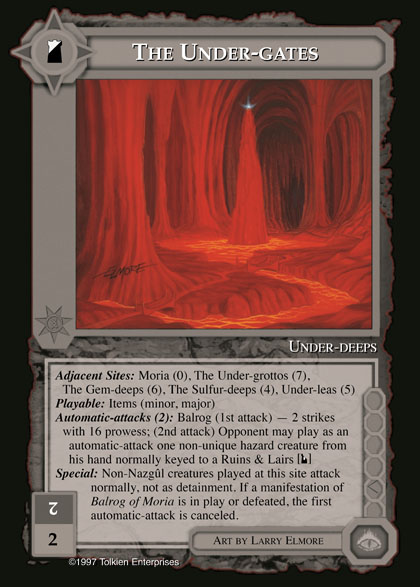 THE UNDER-GATES
ELMORE
UNDER-DEEPS
Adjacent Sites: Moria (0), The Under-grottos (7),
The Gem-deeps (6), The Sulfur-deeps (4), Under-leas (5)
Playable: Items (minor, major)
Automatic-attacks (2): Balrog (1st attack) — 2 strikes
with 16 prowess; (2nd attack) Opponent may play as an
automatic-attack one non-unique hazard creature from
his hand normally keyed to a Ruins & Lairs []
Special: Non-Nazgûl creatures played at this site attack
normally, not as detainment. If a manifestation of
Balrog of Moria is in play or defeated, the first
automatic-attack is canceled.
2
2
ART BY LARRY ELMORE
©1997 Tolkien Enterprises